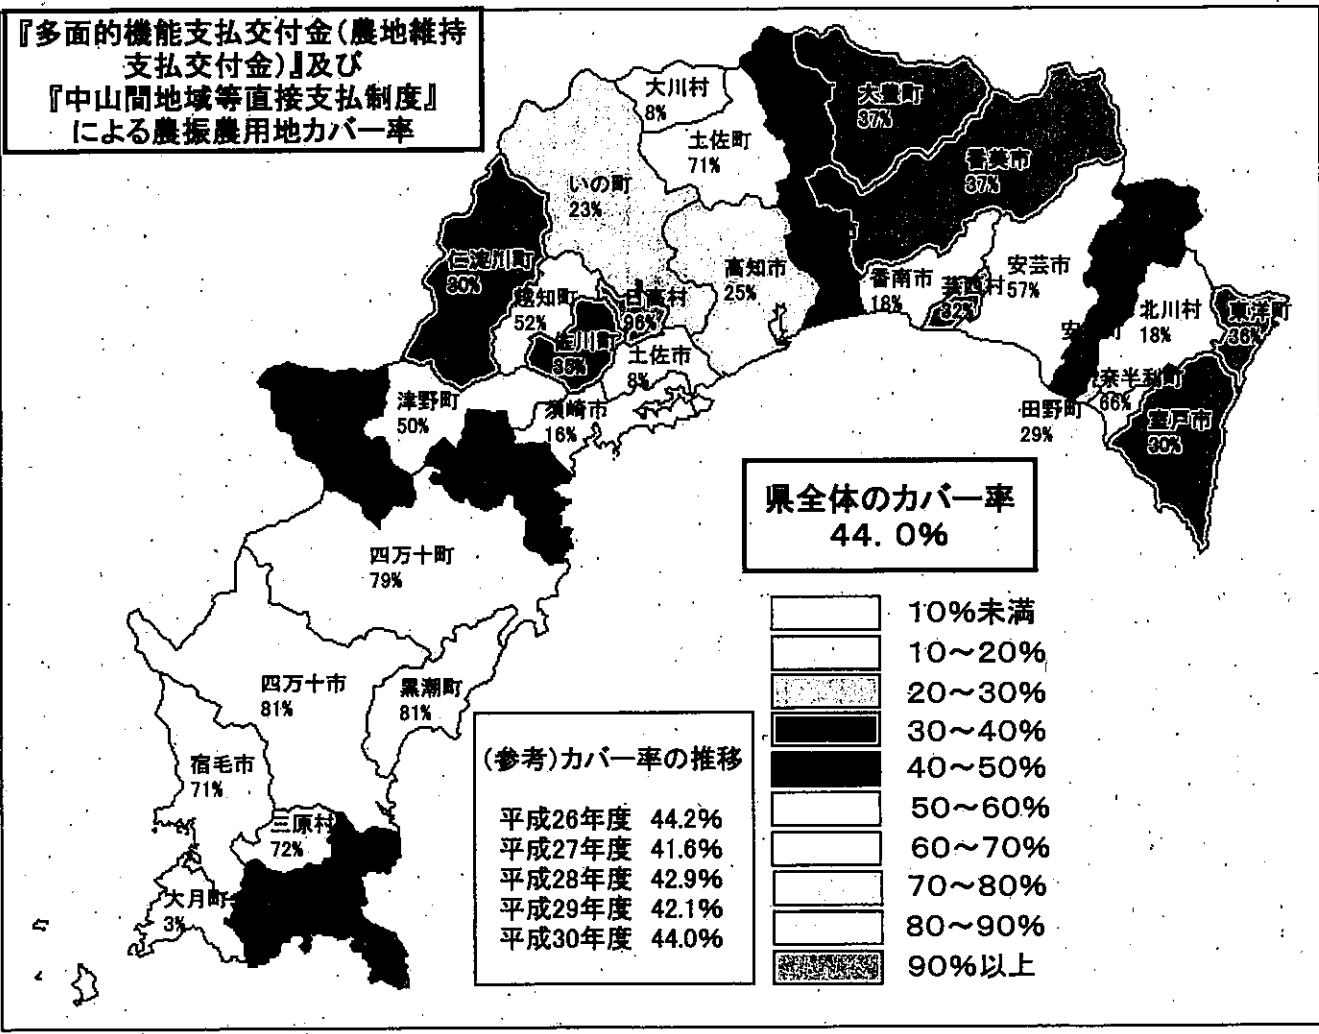 『多面的機能支払交付金(農地維持
支払交付金)』及び
『中山間地域等直接支払制度』
による農振農用地カバー率
大川村
8%
大豊町
37%
土佐町
71%
香美市
37%
いの町
23%
仁淀川町
30%
高知市
25%
香南市
18%
芸西村
32%
安芸市
57%
越知町
52%
日高村
96%
北川村
18%
東洋町
36%
佐川町
35%
土佐市
8%
安
奈半利町
66%
津野町
50%
須崎市
16%
田野町
29%
室戸市
30%
県全体のカバー率
44.0%
四万十町
79%
四万十市
81%
黒潮町
81%
宿毛市
71%
三原村
72%
大月町
3%
(参考)カバー率の推移
平成26年度 44.2%
平成27年度 41.6%
平成28年度 42.9%
平成29年度 42.1%
平成30年度 44.0%
10%未満
10～20%
20～30%
30～40%
40～50%
50～60%
60～70%
70～80%
80～90%
90%以上